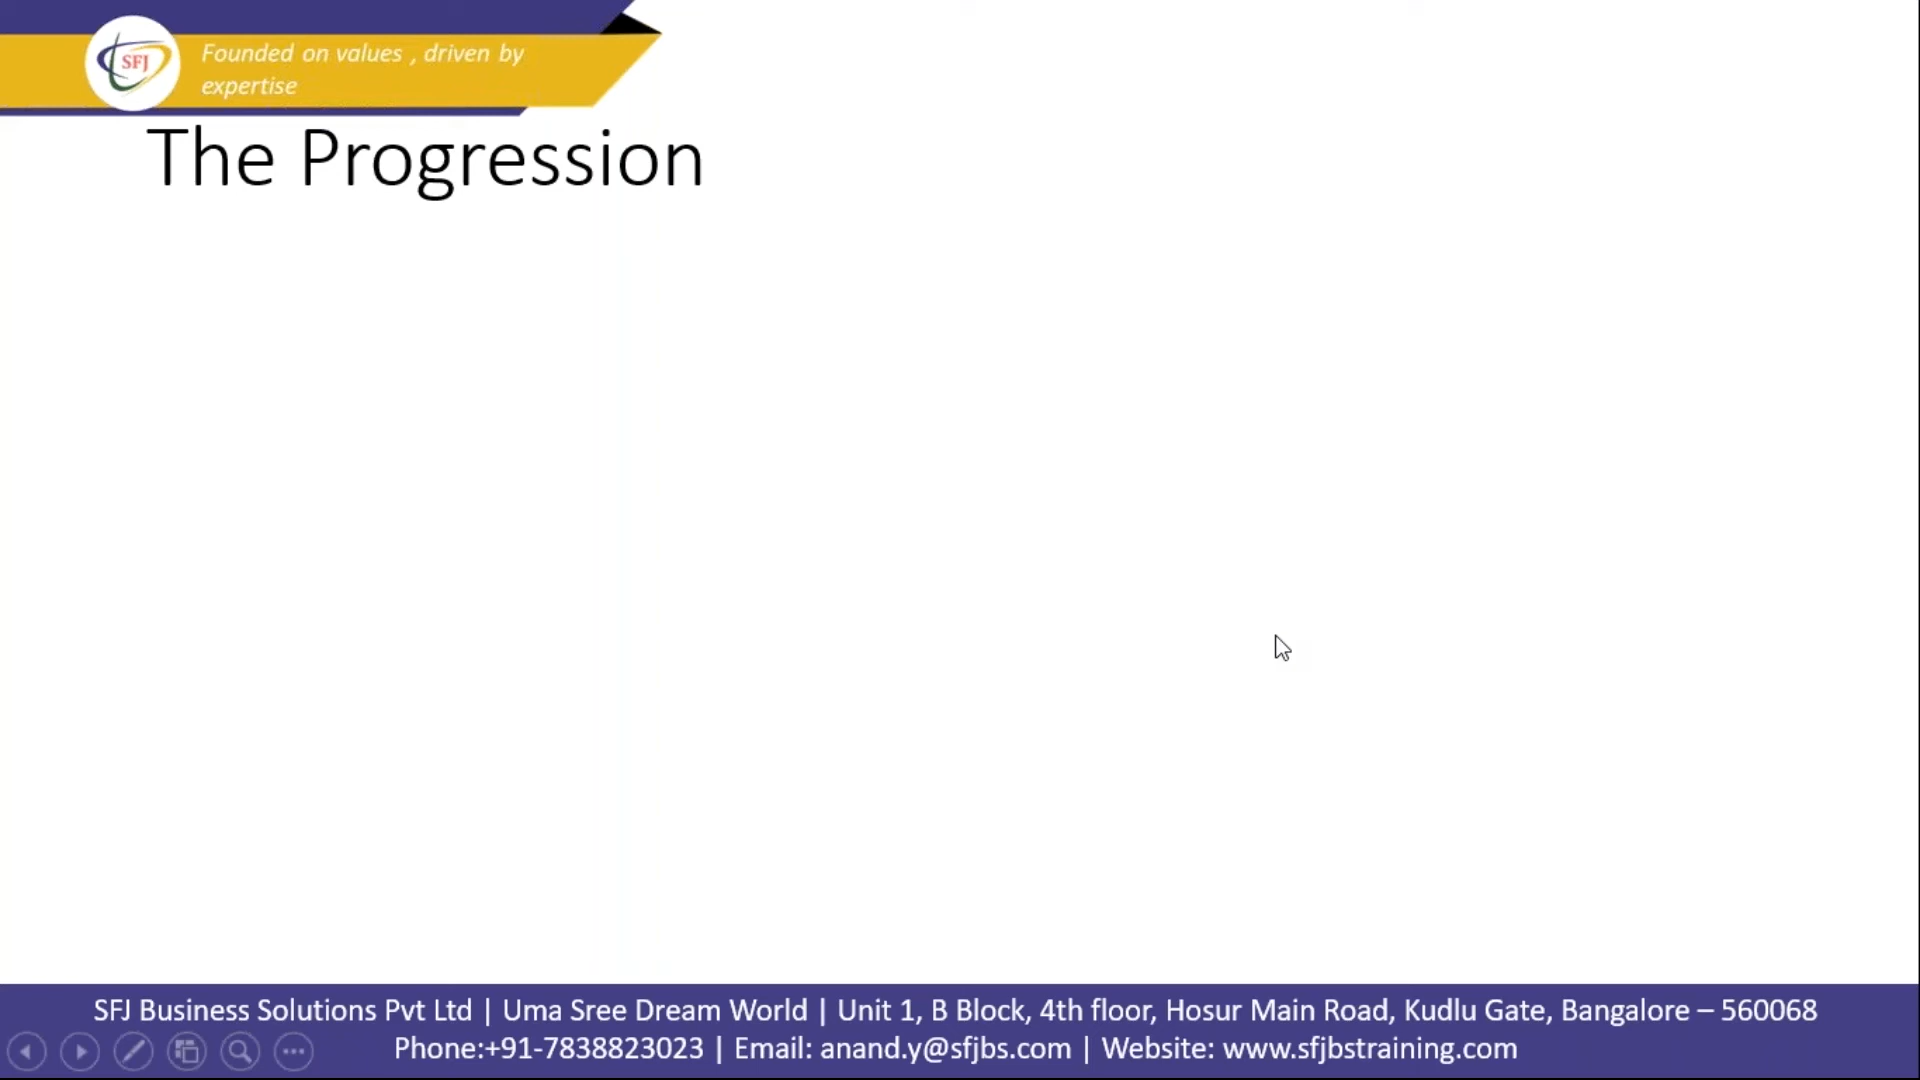 SFJ
Founded on values , driven by
expertise
The Progression
SFJ Business Solutions Pvt Ltd | Uma Sree Dream World | Unit 1, B Block, 4th floor, Hosur Main Road, Kudlu Gate, Bangalore – 560068
Phone:+91-7838823023 | Email: anand.y@sfjbs.com | Website: www.sfjbstraining.com